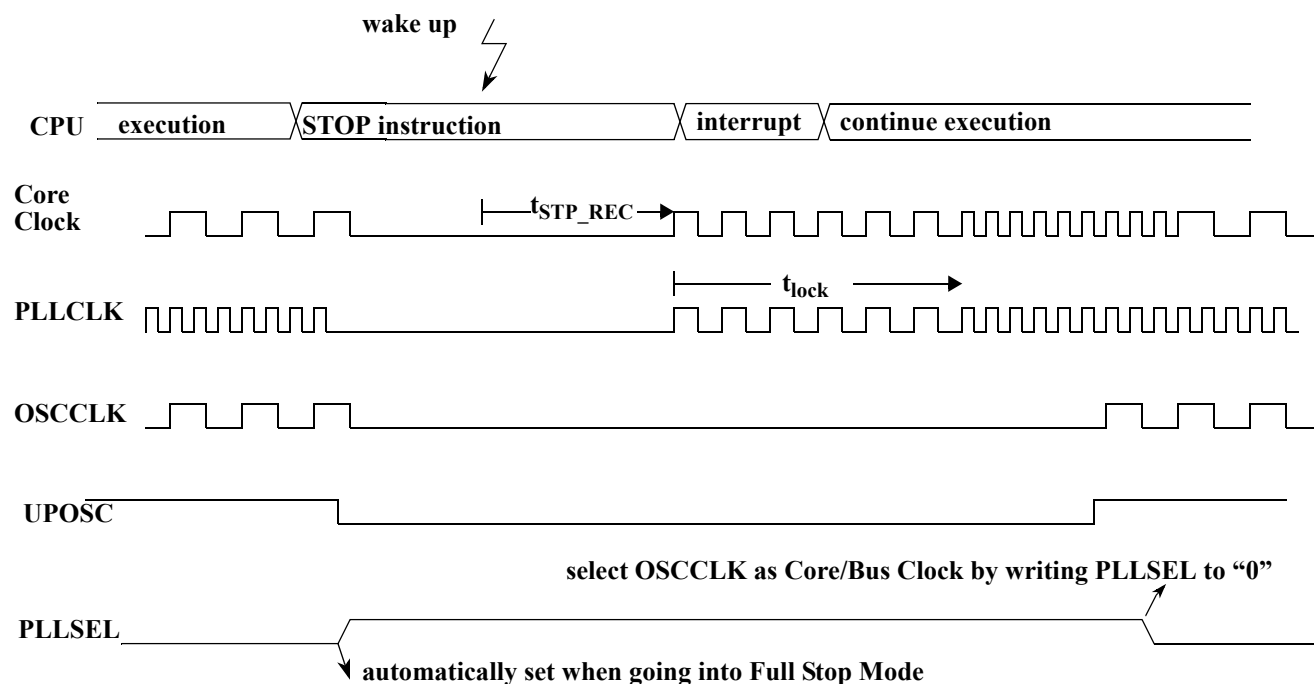 wake up
CPU execution STOP instruction interrupt continue execution
Core
Clock
tSTP_REC
tlock
PLLCLK
OSCCLK
UPOSC
select OSCCLK as Core/Bus Clock by writing PLLSEL to “0”
PLLSEL
automatically set when going into Full Stop Mode